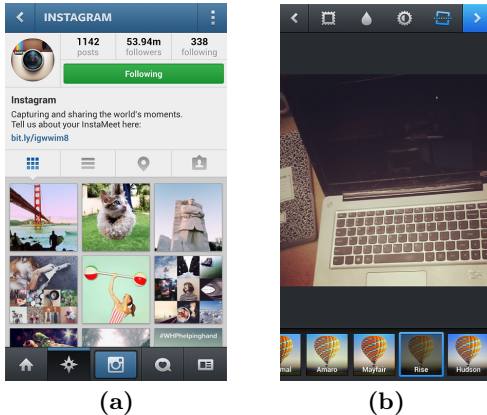 INSTAGRAM
1142 53.94m 338
posts followers following
Following
Instagram
Capturing and sharing the world's moments.
Tell us about your InstaMeet here:
bit.ly/igwwim8
#WHPhelpinghand
mal Amaro Mayfair Rise Hudson
(a) (b)